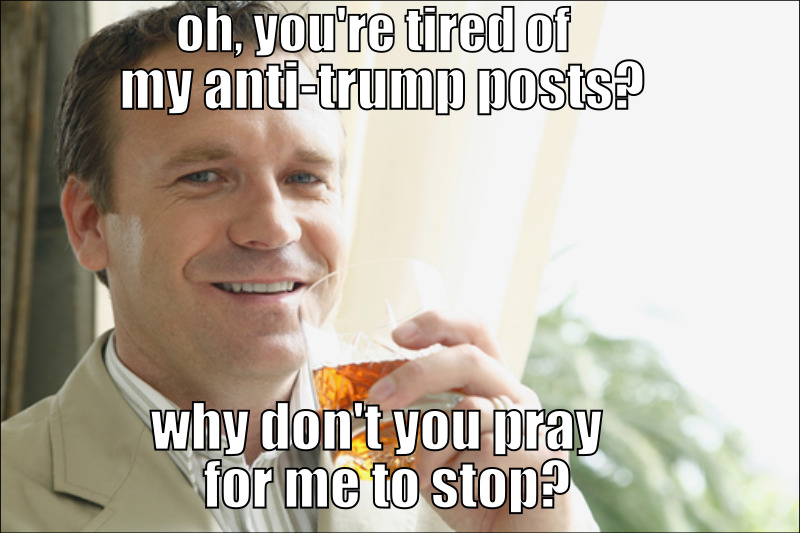 oh, you're tired of
my anti-trump posts?
why don't you pray
for me to stop?